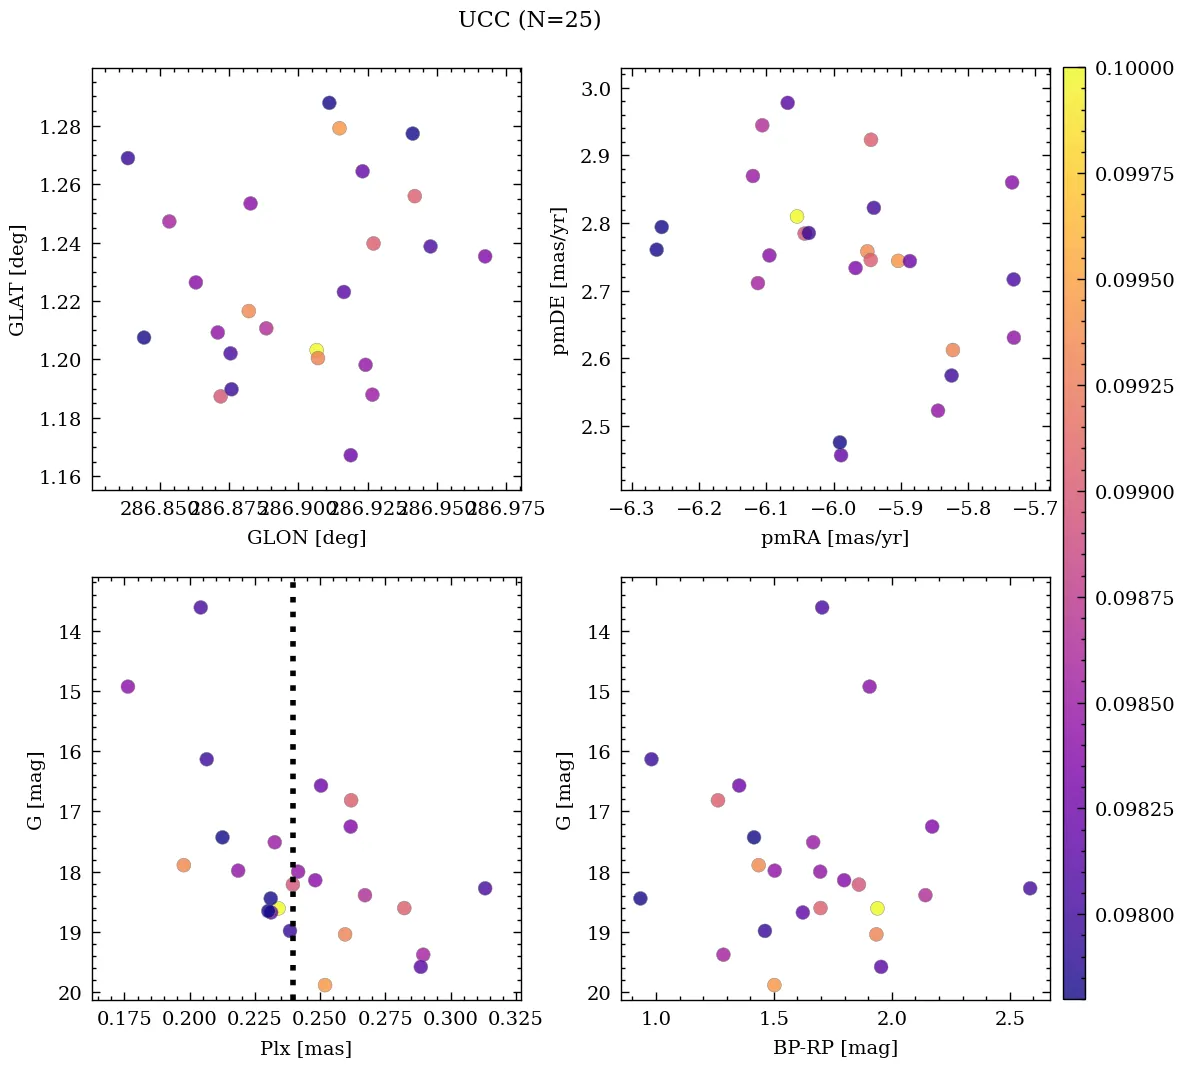 UCC (N=25)
1.28
1.26
1.24
1.22
1.20
1.18
1.16
GLAT [deg]
286.850 286.875 286.900 286.925 286.950 286.975
GLON [deg]
3.0
2.9
2.8
2.7
2.6
2.5
pmDE [mas/yr]
−6.3 −6.2 −6.1 −6.0 −5.9 −5.8 −5.7
pmRA [mas/yr]
0.10000
0.09975
0.09950
0.09925
0.09900
0.09875
0.09850
0.09825
0.09800
14
15
16
17
18
19
20
G [mag]
0.175 0.200 0.225 0.250 0.275 0.300 0.325
Plx [mas]
14
15
16
17
18
19
20
G [mag]
1.0 1.5 2.0 2.5
BP-RP [mag]